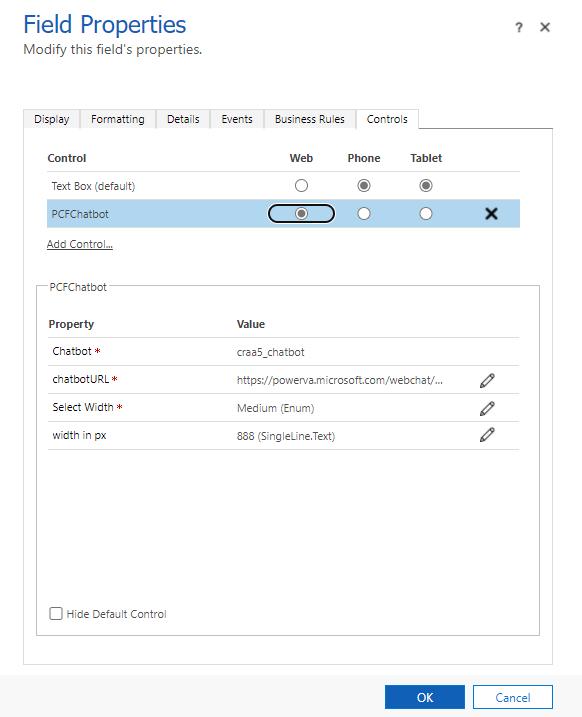 Field Properties
? ×
Modify this field's properties.
Display Formatting Details Events Business Rules Controls
Control Web Phone Tablet
Text Box (default)
PCFChatbot
Add Control...
PCFChatbot
Property Value
Chatbot * craa5_chatbot
chatbotURL * https://powerva.microsoft.com/webchat/...
Select Width * Medium (Enum)
width in px 888 (SingleLine.Text)
Hide Default Control
OK Cancel